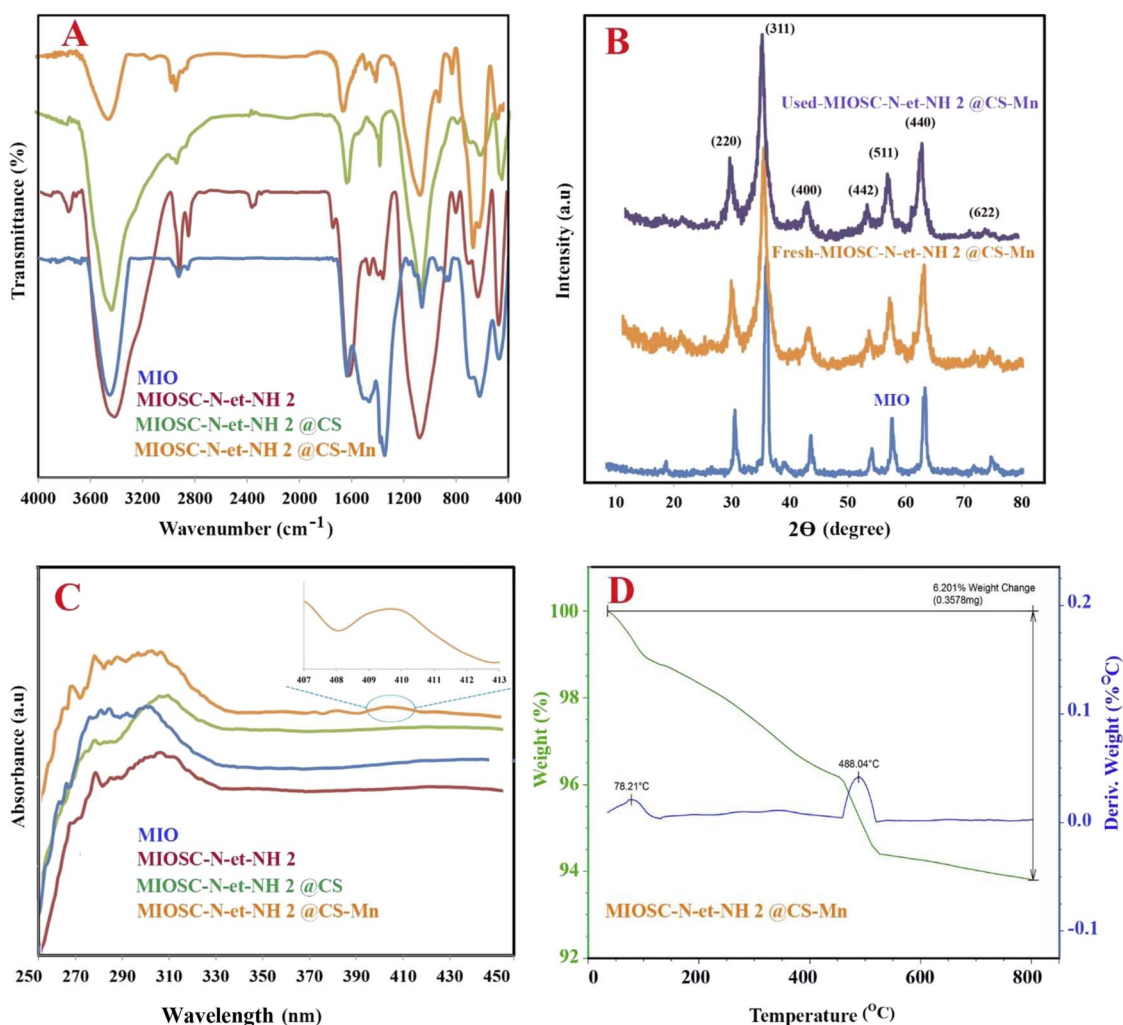 A
Transmittance (%)
MIO
MIOSC-N-et-NH 2
MIOSC-N-et-NH 2 @CS
MIOSC-N-et-NH 2 @CS-Mn
4000 3600 2800 2000 1600 1200 800 400
Wavenumber (cm⁻¹)
B
Intensity (a.u)
(311)
Used-MIOSC-N-et-NH 2 @CS-Mn
(220)
(440)
(511)
(400)
(442)
(622)
Fresh-MIOSC-N-et-NH 2 @CS-Mn
MIO
10 20 30 40 50 60 70 80
2ϴ (degree)
C
Absorbance (a.u)
407 408 409 410 411 412 413
MIO
MIOSC-N-et-NH 2
MIOSC-N-et-NH 2 @CS
MIOSC-N-et-NH 2 @CS-Mn
250 270 290 310 330 350 370 390 410 430 450
Wavelength (nm)
D
6.201% Weight Change
(0.3578mg)
Weight (%)
100
98
96
94
92
78.21°C
488.04°C
0.2
0.1
0.0
-0.1
Deriv. Weight (%°C)
MIOSC-N-et-NH 2 @CS-Mn
0 200 400 600 800
Temperature (°C)